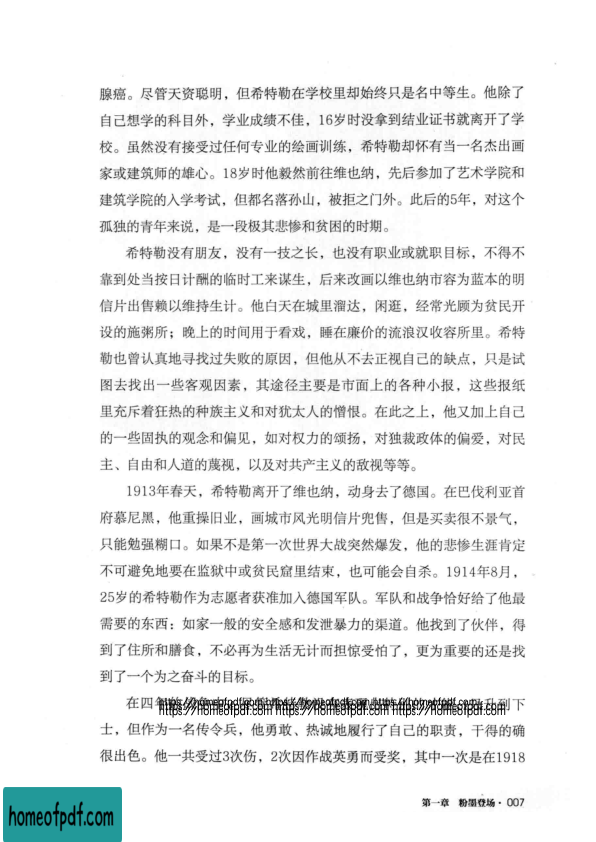 腺癌。尽管天资聪明，但希特勒在学校里却始终只是名中等生。他除了
自己想学的科目外，学业成绩不佳，16岁时没拿到结业证书就离开了学
校。虽然没有接受过任何专业的绘画训练，希特勒却怀有当一名杰出画
家或建筑师的雄心。18岁时他毅然前往维也纳，先后参加了艺术学院和
建筑学院的入学考试，但都名落孙山，被拒之门外。此后的5年，对这个
孤独的青年来说，是一段极其悲惨和贫困的时期。
希特勒没有朋友，没有一技之长，也没有职业或就职目标，不得不
靠到处当按日计酬的临时工来谋生，后来改画以维也纳市容为蓝本的明
信片出售赖以维持生计。他白天在城里溜达，闲逛，经常光顾为贫民开
设的施粥所；晚上的时间用于看戏，睡在廉价的流浪汉收容所里。希特
勒也曾认真地寻找过失败的原因，但他从不去正视自己的缺点，只是试
图去找出一些客观因素，其途径主要是市面上的各种小报，这些报纸
里充斥着狂热的种族主义和对犹太人的憎恨。在此之上，他又加上自己
的一些固执的观念和偏见，如对权力的颂扬，对独裁政体的偏爱，对民
主、自由和人道的蔑视，以及对共产主义的敌视等等。
1913年春天，希特勒离开了维也纳，动身去了德国。在巴伐利亚首
府慕尼黑，他重操旧业，画城市风光明信片兜售，但是买卖很不景气，
只能勉强糊口。如果不是第一次世界大战突然爆发，他的悲惨生涯肯定
不可避免地要在监狱中或贫民窟里结束，也可能会自杀。1914年8月，
25岁的希特勒作为志愿者获准加入德国军队。军队和战争恰好给了他最
需要的东西：如家一般的安全感和发泄暴力的渠道。他找到了伙伴，得
到了住所和膳食，不必再为生活无计而担惊受怕了，更为重要的还是找
到了一个为之奋斗的目标。
在四年的 升到下
https://homeofpdf.com https://homeofpdf.com https://homeofpdf.com
https://homeofpdf.com https://homeofpdf.com https://homeofpdf.com
士，但作为一名传令兵，他勇敢、热诚地履行了自己的职责，干得的确
很出色。他一共受过3次伤，2次因作战英勇而受奖，其中一次是在1918
第一章 粉墨登场·007
homeofpdf.com